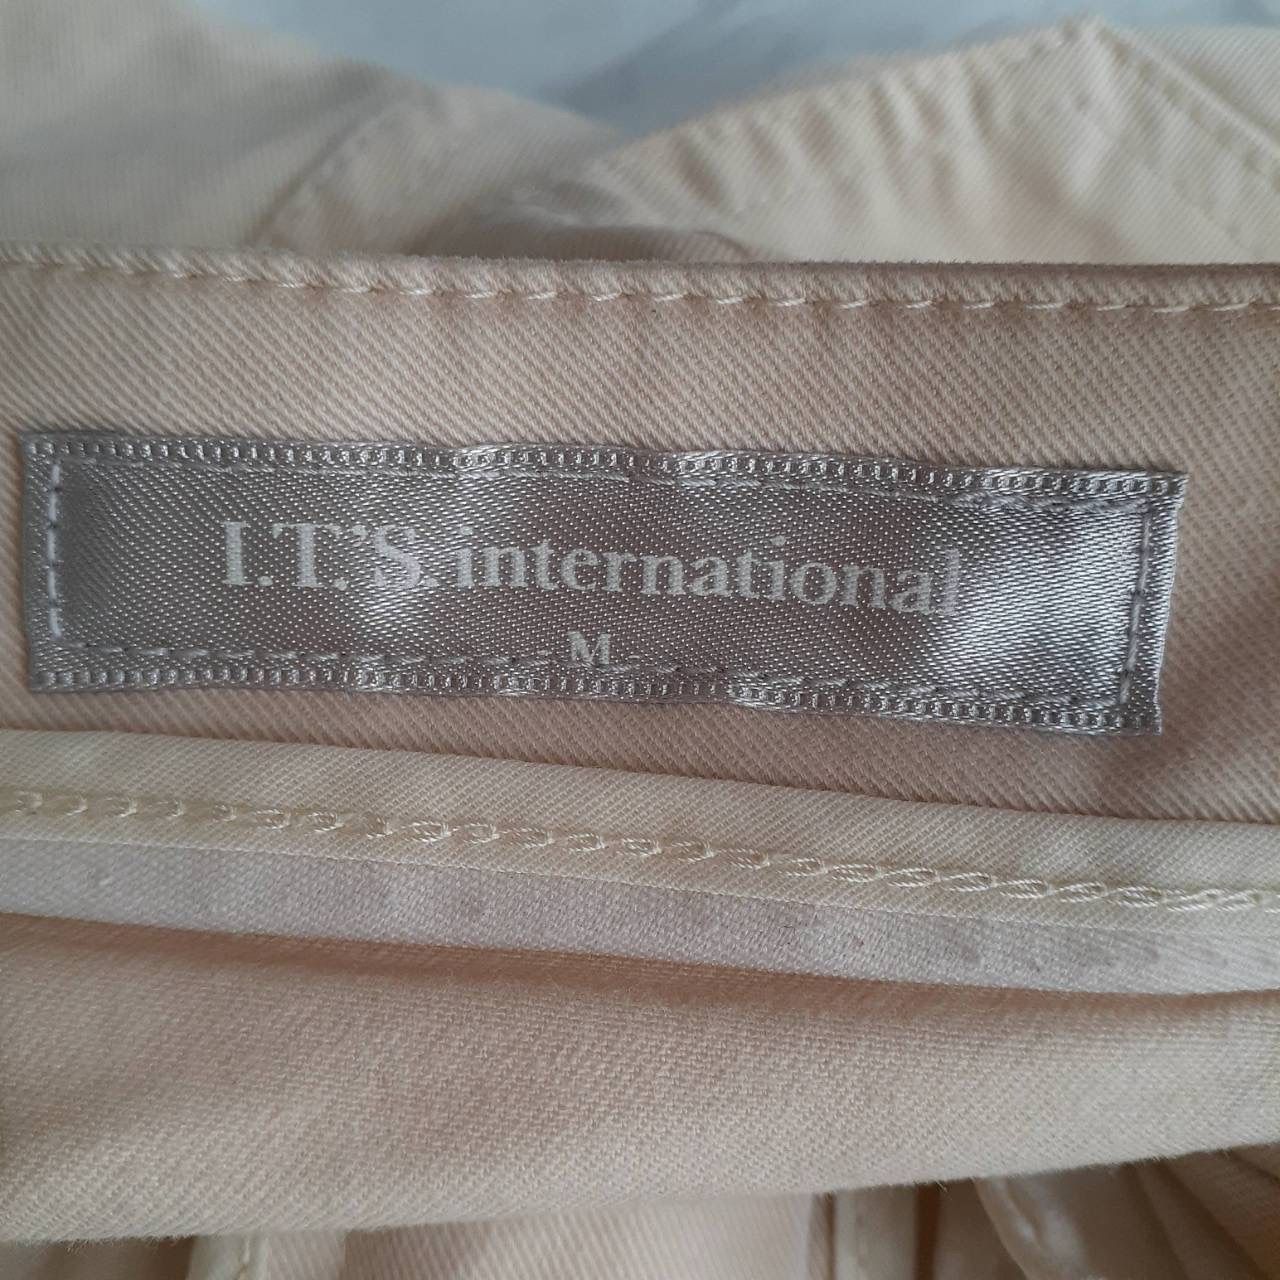 I.T.'S. international
- M -